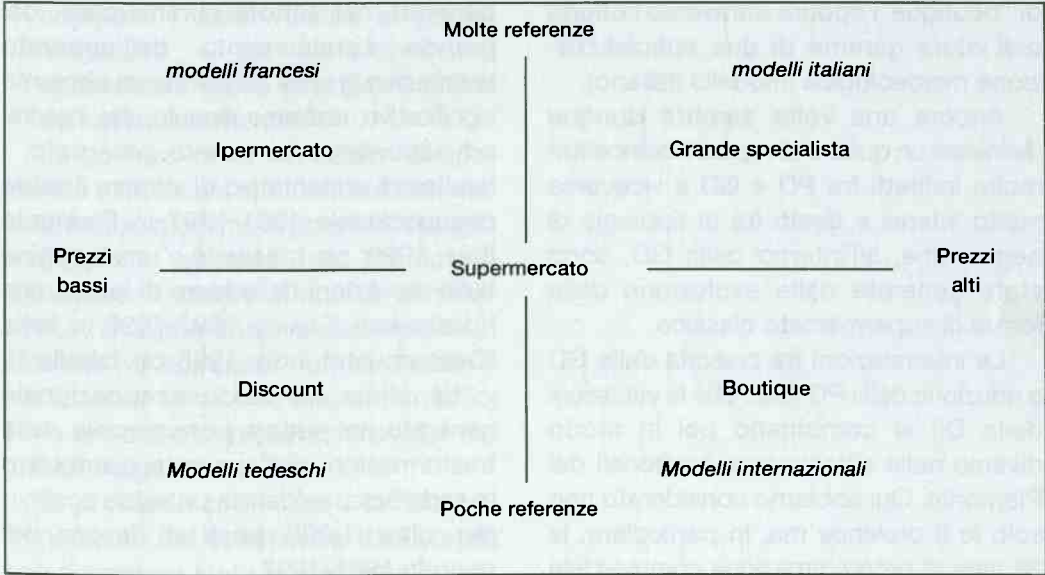 Molte referenze
modelli francesi
modelli italiani
Ipermercato
Grande specialista
Prezzi bassi
Supermercato
Prezzi alti
Discount
Boutique
Modelli tedeschi
Modelli internazionali
Poche referenze